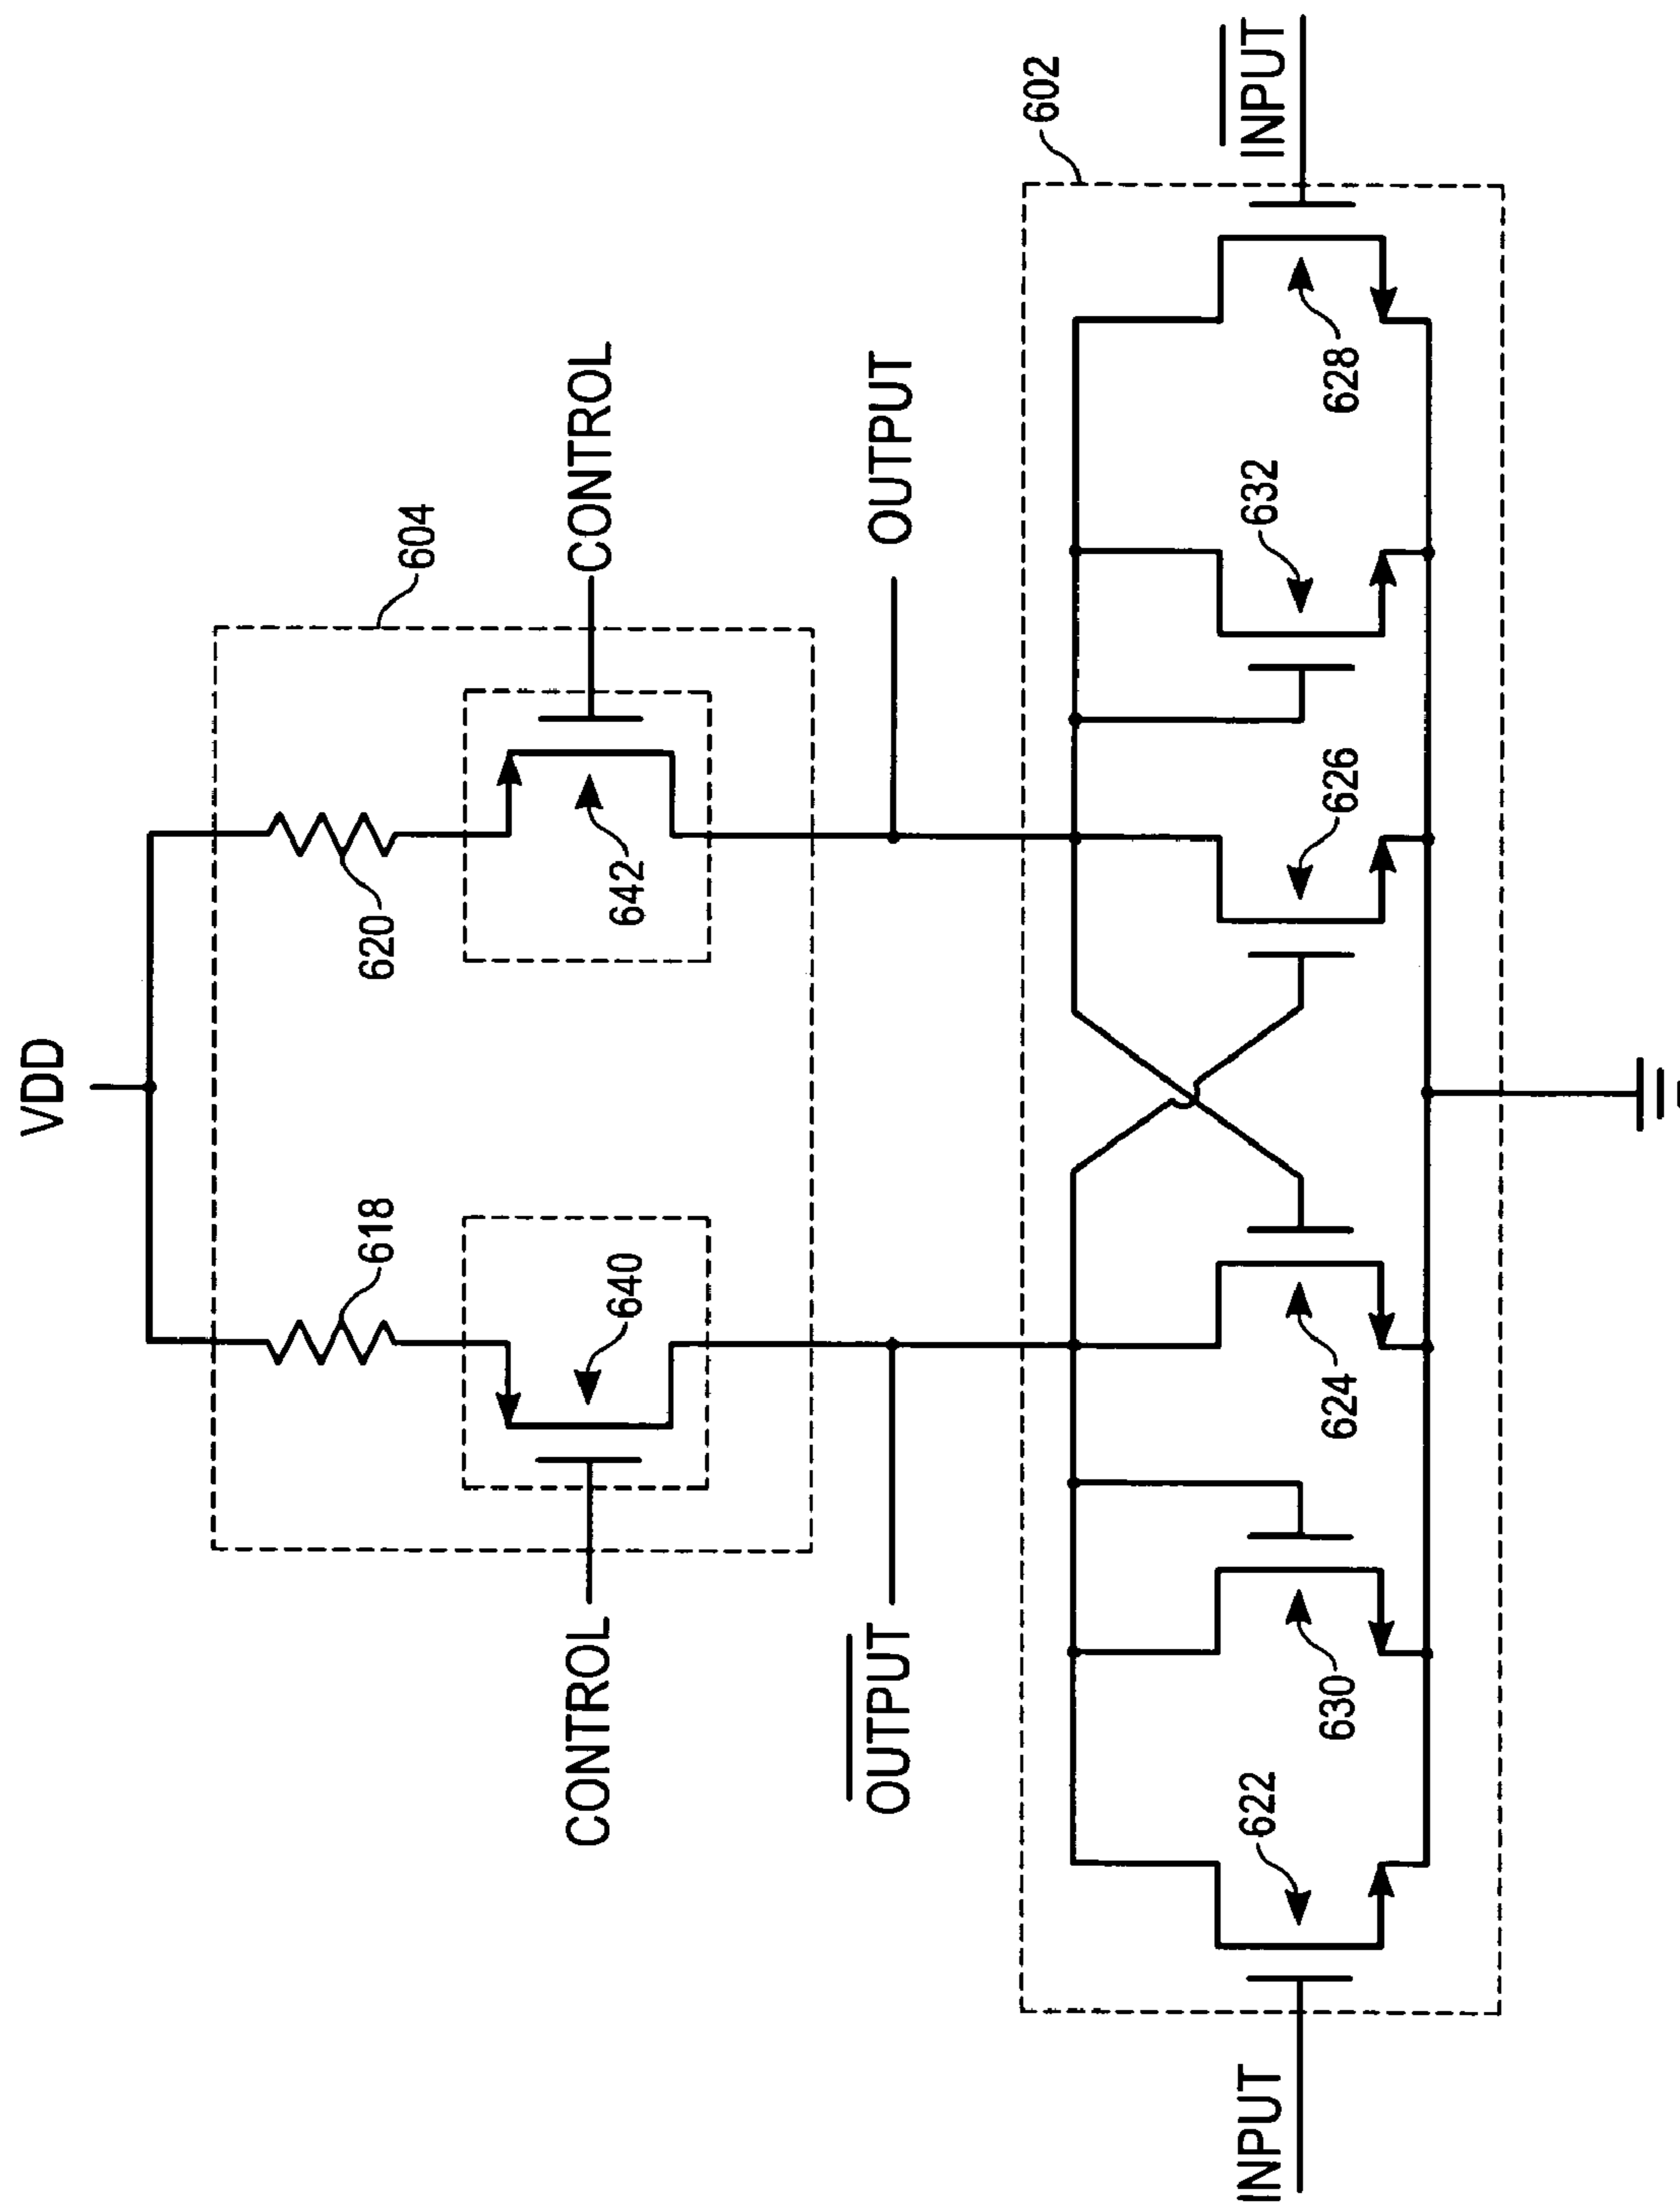 VDD
604
618
620
640
642
CONTROL
CONTROL
OUTPUT
OUTPUT
602
INPUT
622
630
624
626
632
628
INPUT